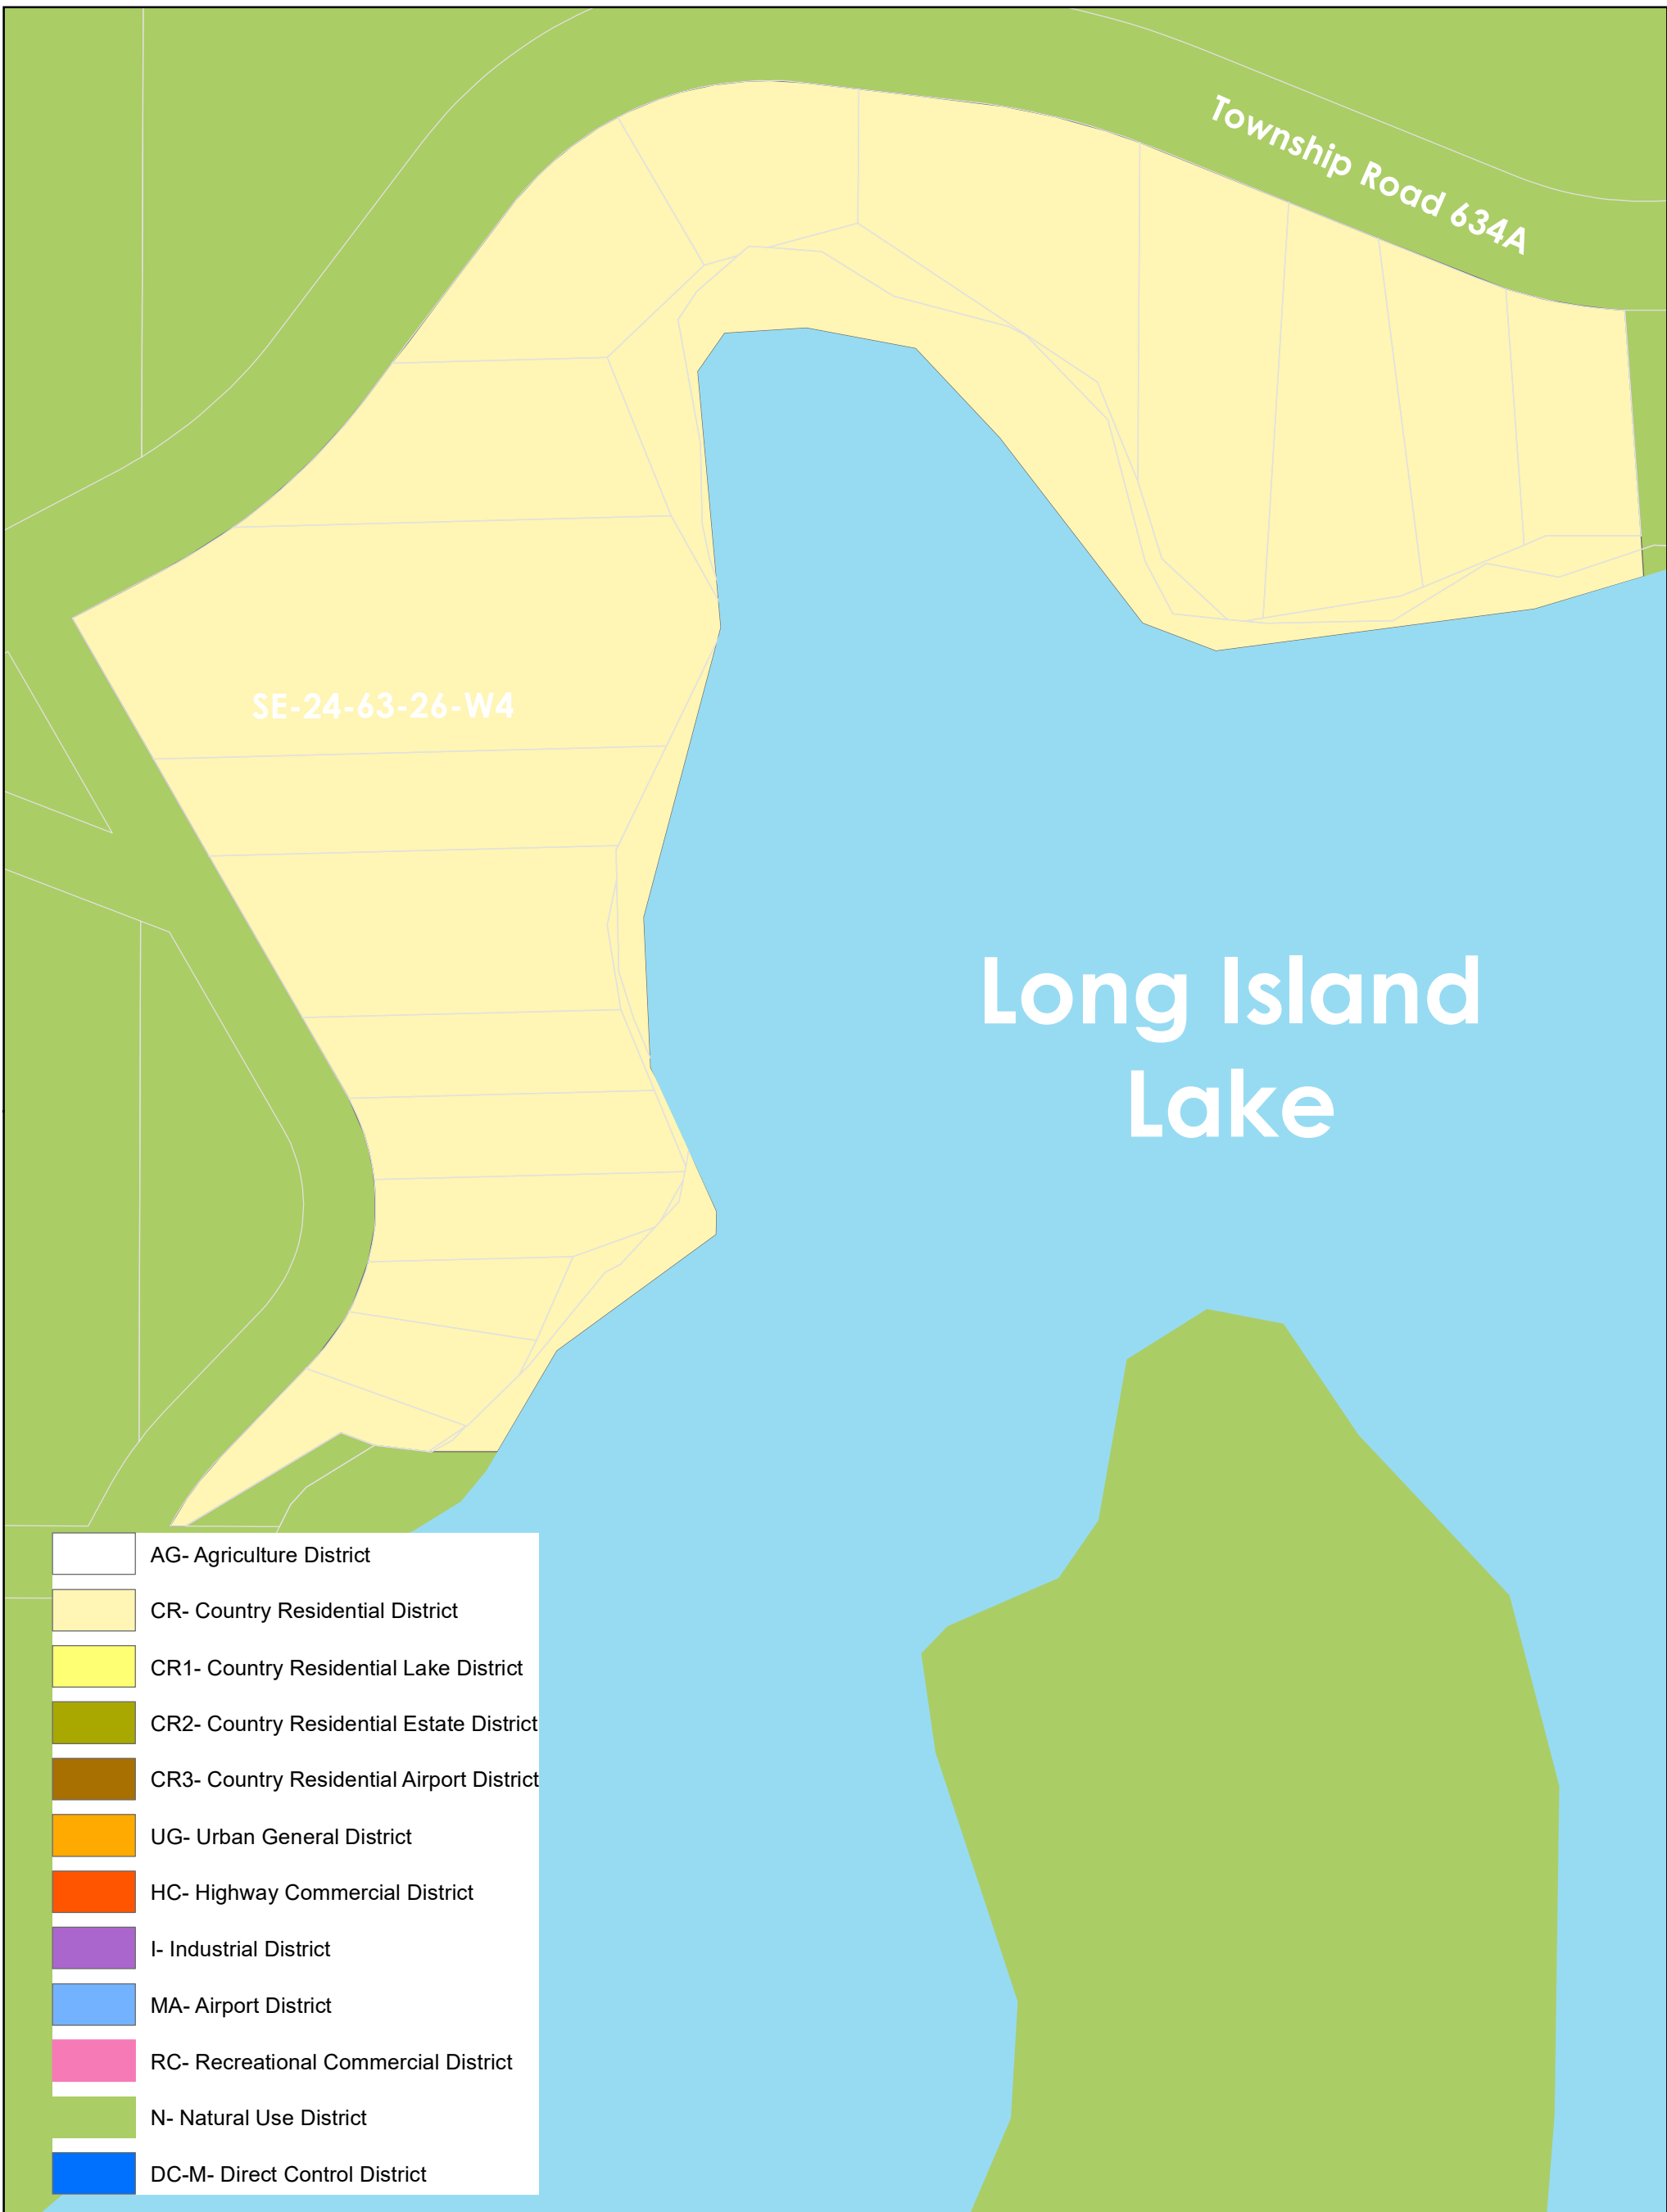 Township Road 634A
SE-24-63-26-W4
Long Island
Lake
AG- Agriculture District
CR- Country Residential District
CR1- Country Residential Lake District
CR2- Country Residential Estate District
CR3- Country Residential Airport District
UG- Urban General District
HC- Highway Commercial District
I- Industrial District
MA- Airport District
RC- Recreational Commercial District
N- Natural Use District
DC-M- Direct Control District